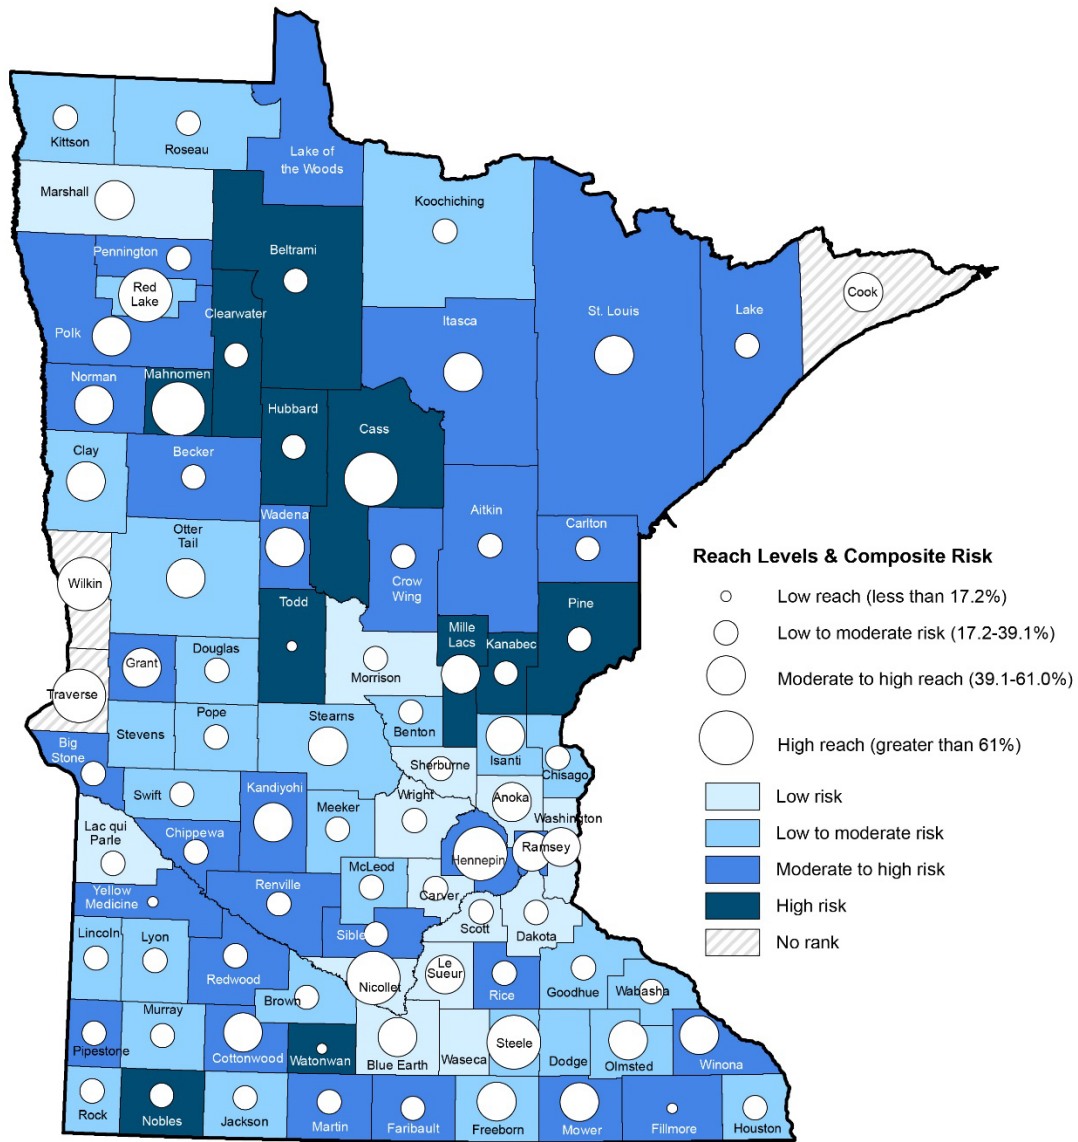 Kittson
Roseau
Lake of
the Woods
Marshall
Koochiching
Pennington
Beltrami
Red
Lake
Clearwater
Polk
Itasca
St. Louis
Lake
Cook
Norman
Mahnomen
Hubbard
Cass
Clay
Becker
Wadena
Aitkin
Carlton
Otter
Tail
Wilkin
Crow
Wing
Todd
Pine
Mille
Lacs
Kanabec
Grant
Douglas
Morrison
Traverse
Stevens
Pope
Stearns
Benton
Isanti
Big
Stone
Swift
Kandiyohi
Sherburne
Chisago
Meeker
Wright
Anoka
Washington
Lac qui
Parle
Chippewa
Hennepin
Ramsey
McLeod
Yellow
Medicine
Renville
Carver
Scott
Dakota
Lincoln
Lyon
Sible
Redwood
Nicollet
Le
Sueur
Rice
Goodhue
Wabasha
Brown
Murray
Pipestone
Cottonwood
Watonwan
Blue Earth
Waseca
Steele
Dodge
Olmsted
Winona
Rock
Nobles
Jackson
Martin
Faribault
Freeborn
Mower
Fillmore
Houston
Reach Levels & Composite Risk
Low reach (less than 17.2%)
Low to moderate risk (17.2-39.1%)
Moderate to high reach (39.1-61.0%)
High reach (greater than 61%)
Low risk
Low to moderate risk
Moderate to high risk
High risk
No rank